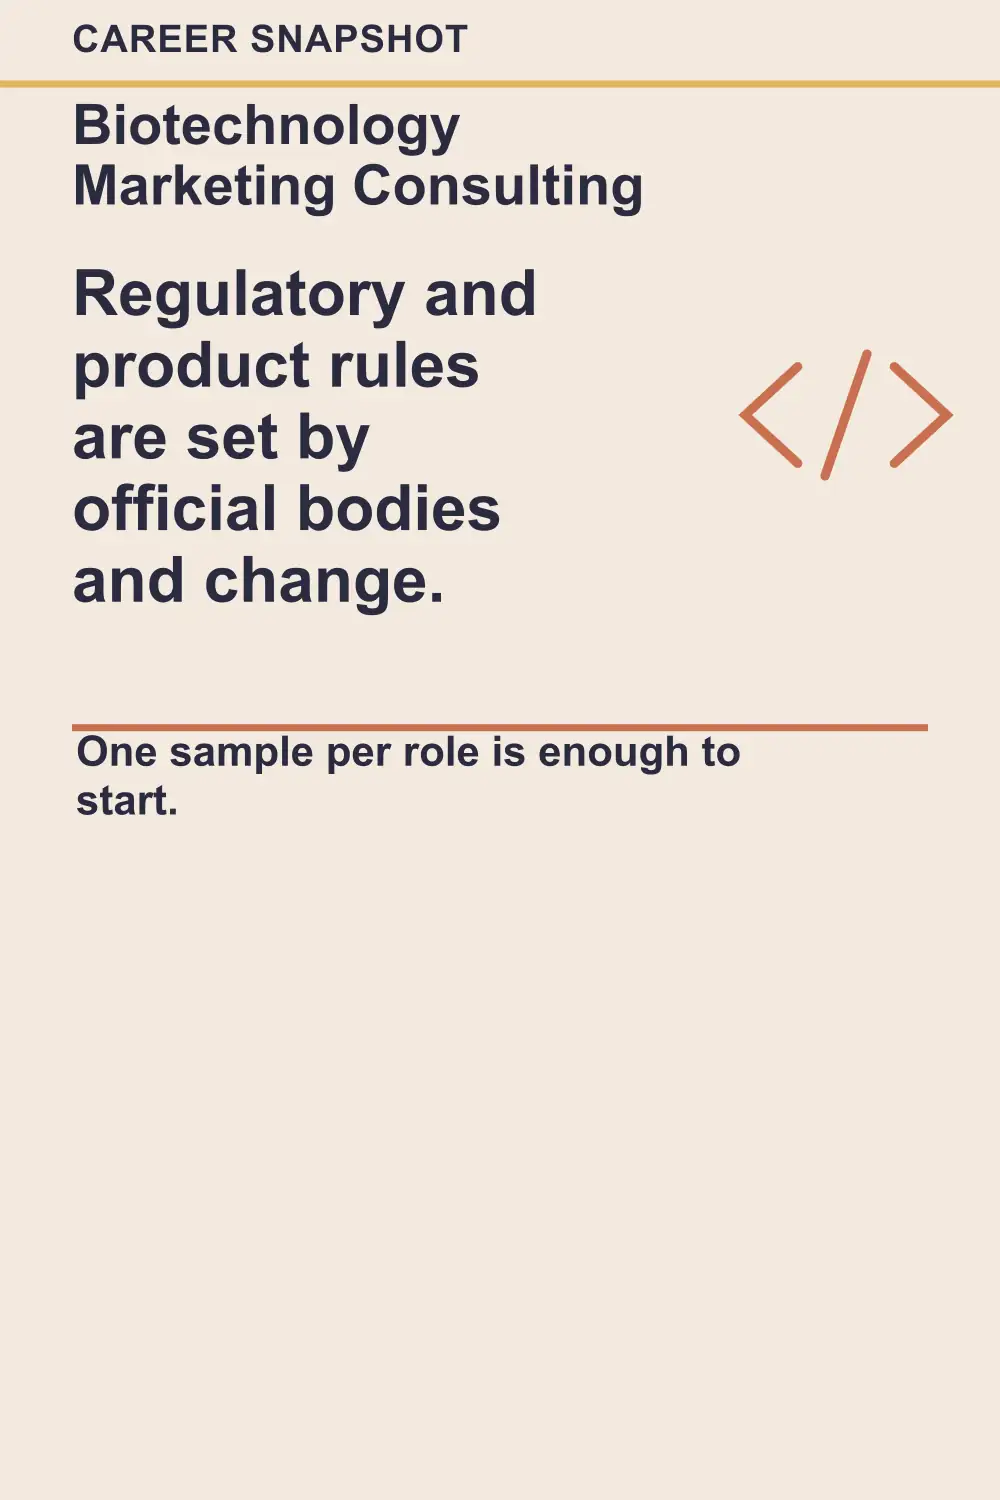 CAREER SNAPSHOT
Biotechnology
Marketing Consulting
Regulatory and
product rules
are set by
official bodies
and change.
One sample per role is enough to
start.